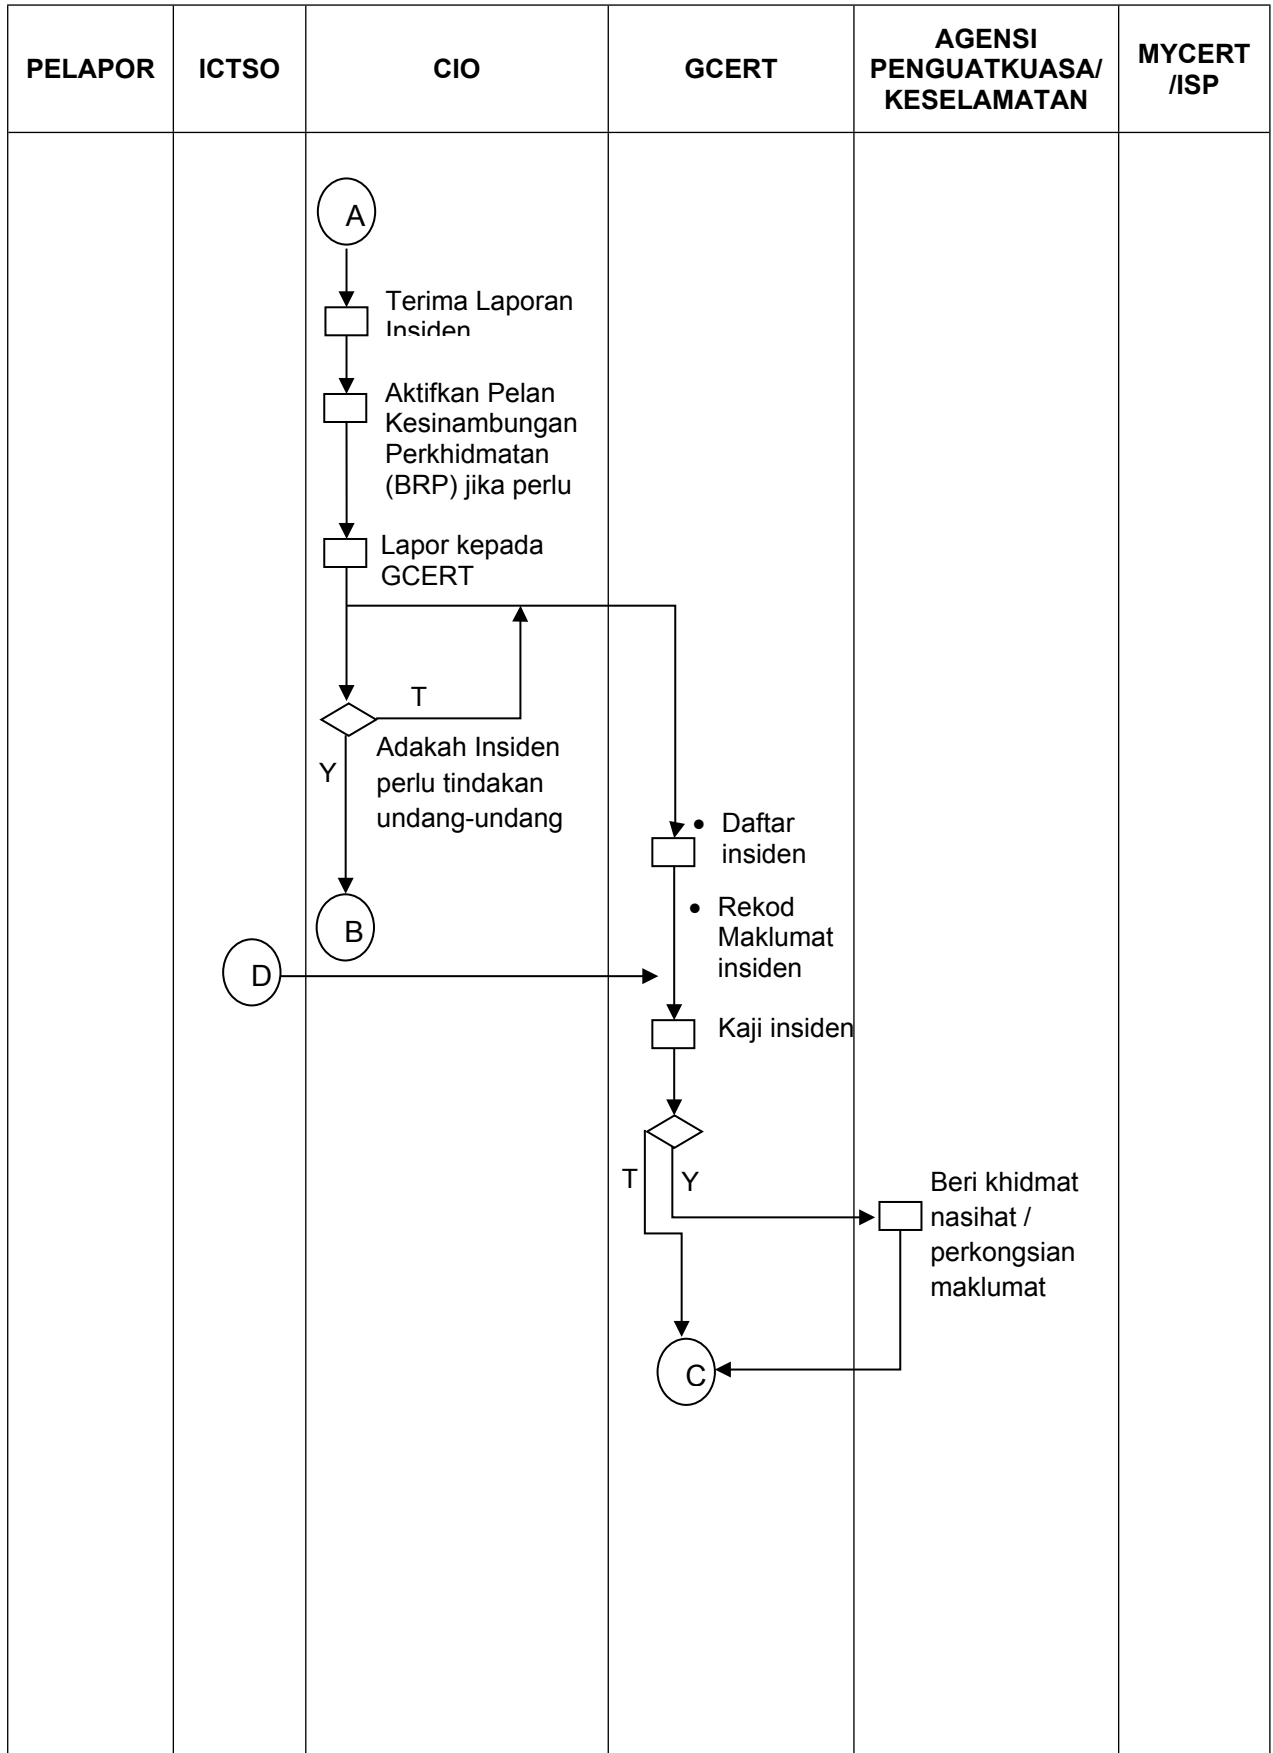 PELAPOR
ICTSO
CIO
GCERT
AGENSI
PENGUATKUASA/
KESELAMATAN
MYCERT
/ISP
A
Terima Laporan
Insiden
Aktifkan Pelan
Kesinambungan
Perkhidmatan
(BRP) jika perlu
Lapor kepada
GCERT
T
Adakah Insiden
perlu tindakan
undang-undang
Y
• Daftar
insiden
B
• Rekod
Maklumat
insiden
D
Kaji insiden
T
Y
Beri khidmat
nasihat /
perkongsian
maklumat
C